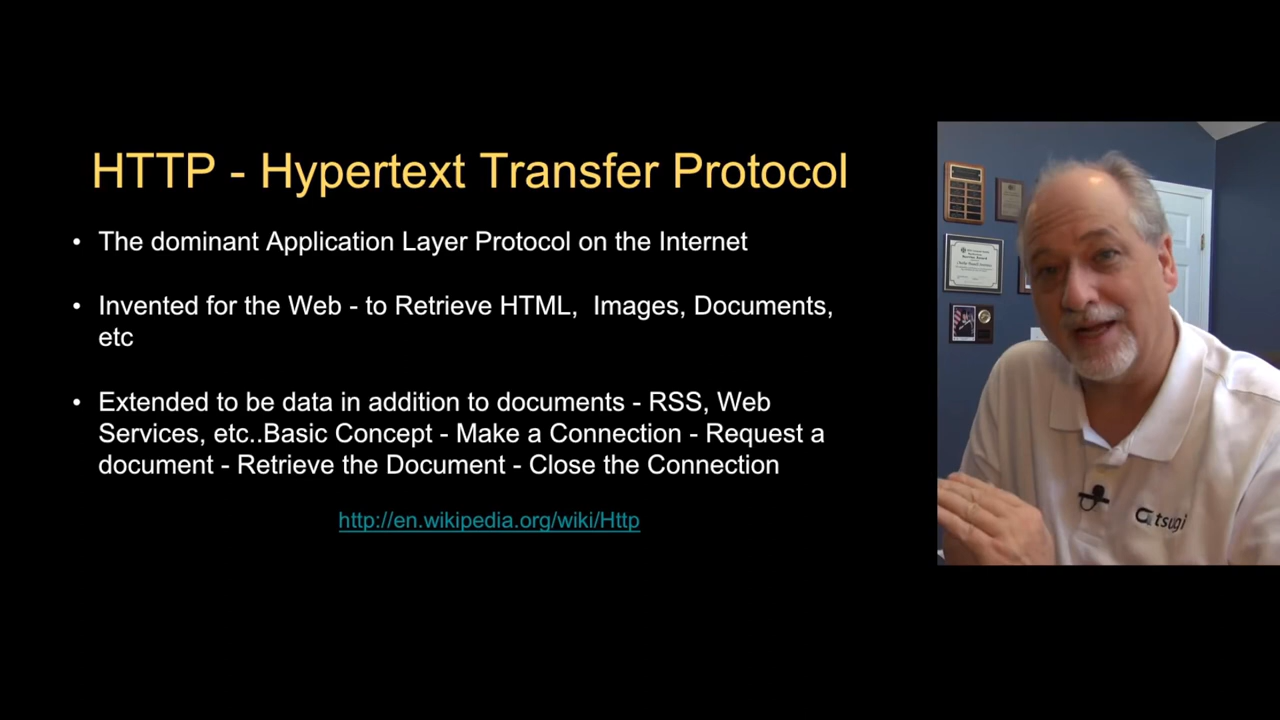 HTTP - Hypertext Transfer Protocol
• The dominant Application Layer Protocol on the Internet
• Invented for the Web - to Retrieve HTML,  Images, Documents,
etc
• Extended to be data in addition to documents - RSS, Web
Services, etc..Basic Concept - Make a Connection - Request a
document - Retrieve the Document - Close the Connection
http://en.wikipedia.org/wiki/Http
tsugi